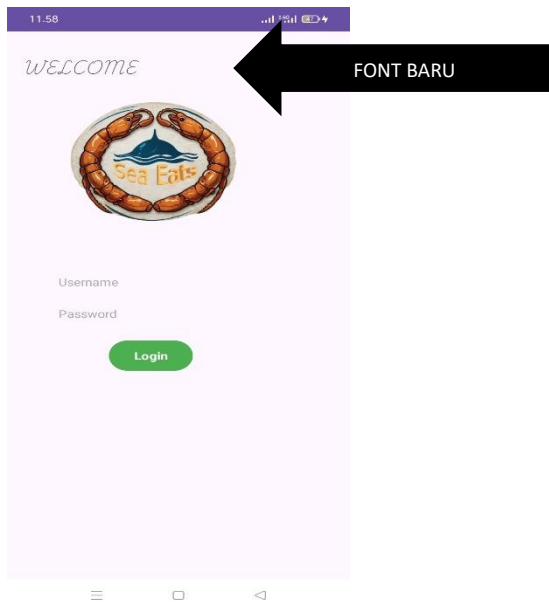 11.58
WELCOME
FONT BARU
Sea Eats
Username
Password
Login